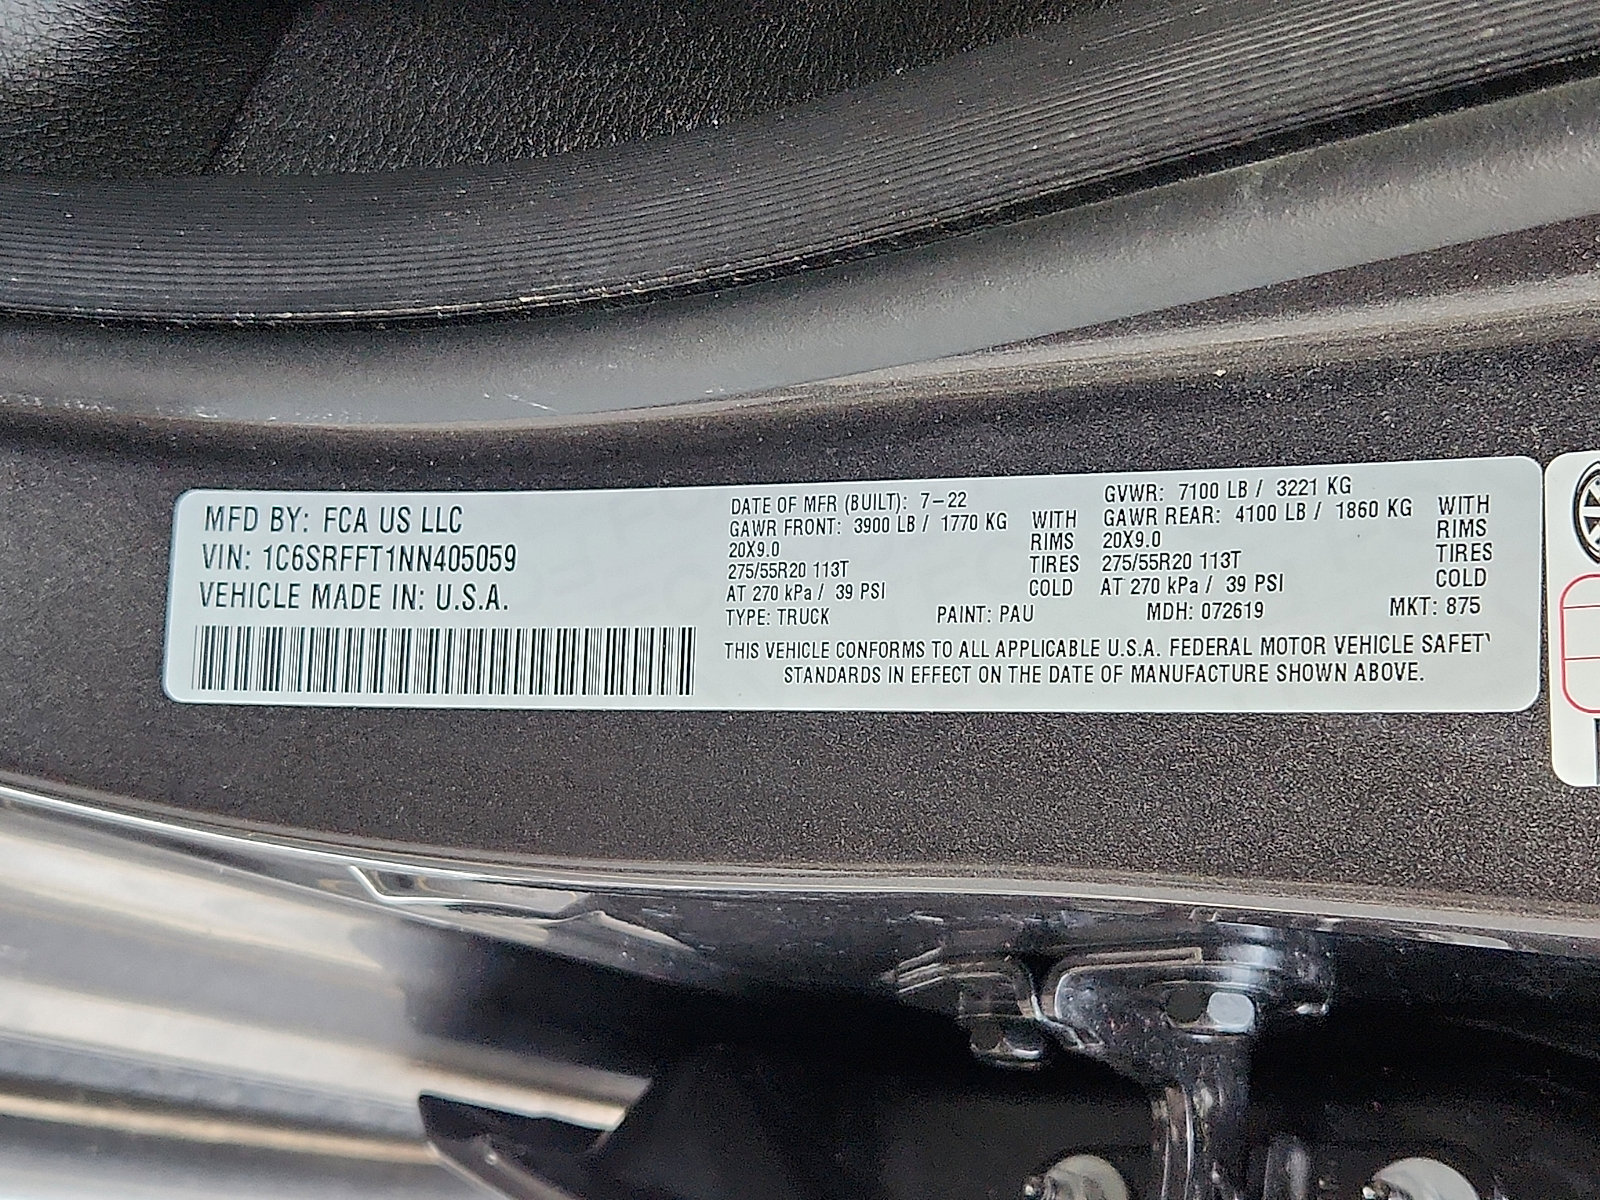 MFD BY: FCA US LLC
VIN: 1C6SRFFT1NN405059
VEHICLE MADE IN: U.S.A.
DATE OF MFR (BUILT): 7-22
GAWR FRONT: 3900 LB / 1770 KG WITH
20X9.0 RIMS
275/55R20 113T TIRES
AT 270 kPa / 39 PSI COLD
GVWR: 7100 LB / 3221 KG
GAWR REAR: 4100 LB / 1860 KG WITH
20X9.0 RIMS
275/55R20 113T TIRES
AT 270 kPa / 39 PSI COLD
TYPE: TRUCK PAINT: PAU MDH: 072619 MKT: 875
THIS VEHICLE CONFORMS TO ALL APPLICABLE U.S.A. FEDERAL MOTOR VEHICLE SAFETY
STANDARDS IN EFFECT ON THE DATE OF MANUFACTURE SHOWN ABOVE.